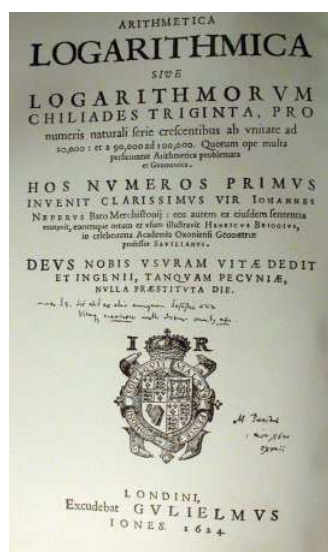 ARITHMETICA
LOGARITHMICA
SIVE
LOGARITHMORVM
CHILIADES TRIGINTA, PRO
numeris naturali serie crescentibus ab vnitate ad
20,000: et a 90,000 ad 100,000. Quorum ope multa
perficiuntur Arithmetica problemata
et Geometrica.
HOS NVMEROS PRIMVS
INVENIT CLARISSIMVS VIR IOHANNES
NEPERVS Baro Merchistonij: eos autem ex eiusdem sententia
mutavit, eorumque ortum et vsum illustravit HENRICVS BRIGGIVS,
in celeberrima Academia Oxoniensi Geometriæ
professor SAVILIANVS.
DEVS NOBIS VSVRAM VITÆ DEDIT
ET INGENII, TANQVAM PECVNIÆ,
NVLLA PRÆSTITVTA DIE.
I R
LONDINI,
Excudebat GVLIELMVS
IONES. 1624